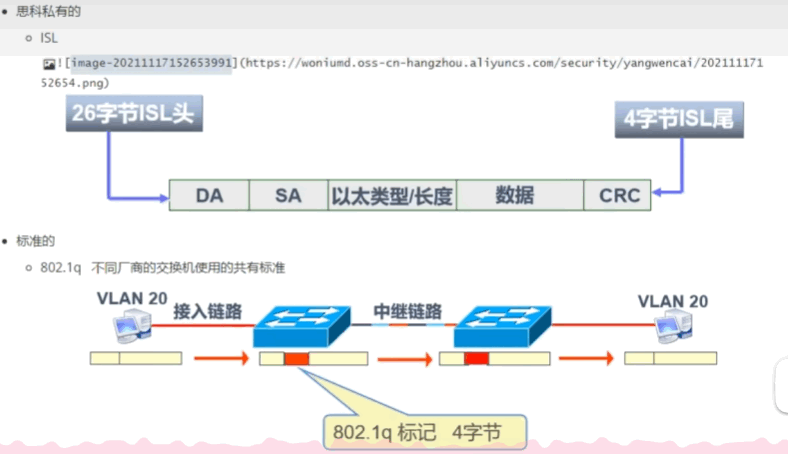 思科私有的
ISL
![image-20211117152653991](https://woniumd.oss-cn-hangzhou.aliyuncs.com/security/yangwencai/202111171
52654.png)
26字节ISL头
4字节ISL尾
DA SA 以太类型/长度 数据 CRC
标准的
802.1q 不同厂商的交换机使用的共有标准
VLAN 20 接入链路 中继链路 VLAN 20
802.1q 标记 4字节